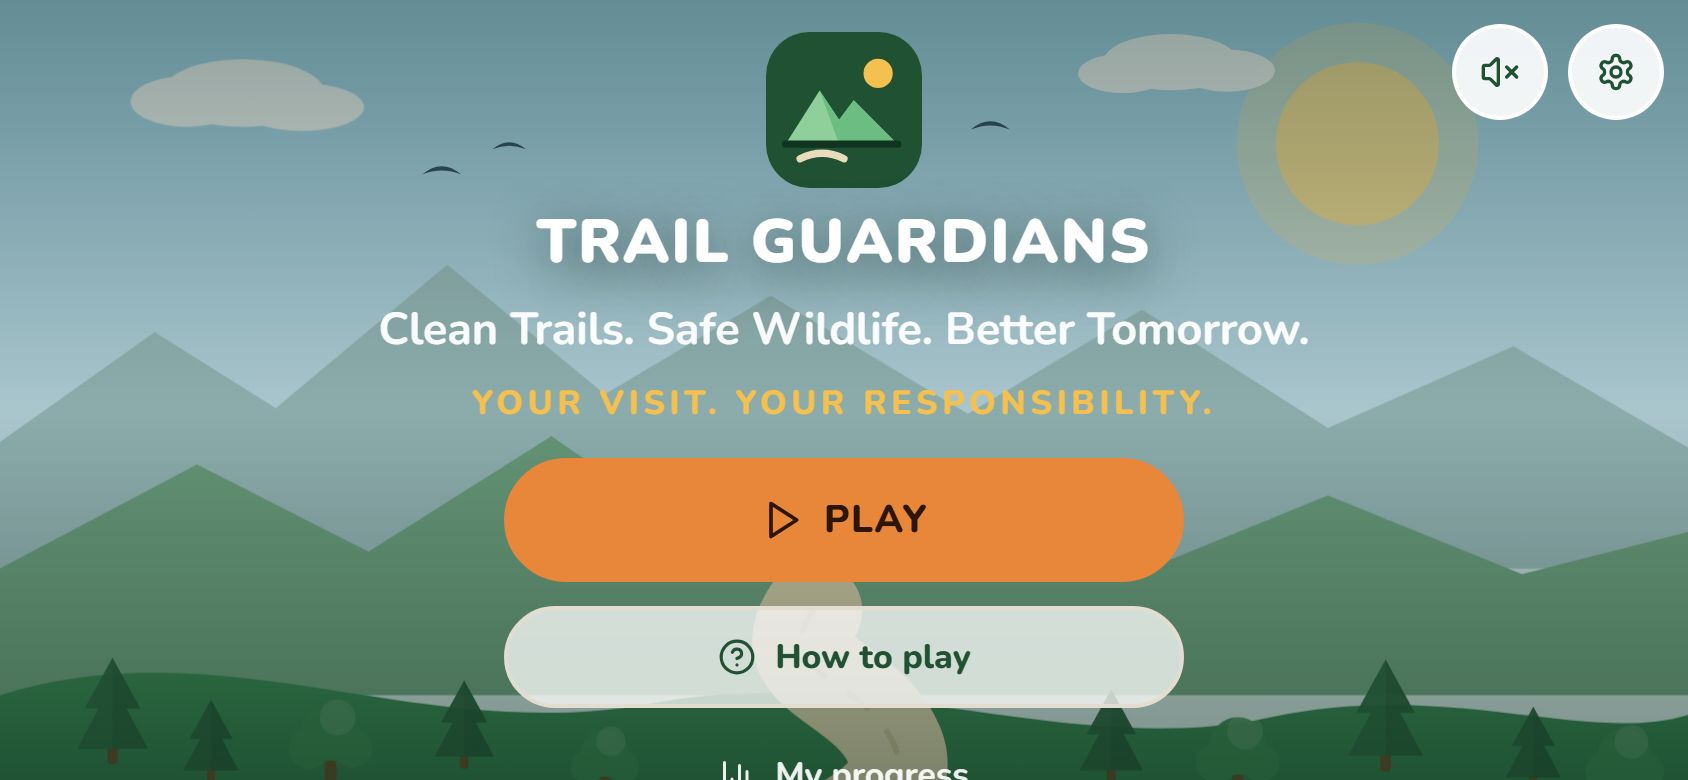 TRAIL GUARDIANS
Clean Trails. Safe Wildlife. Better Tomorrow.
YOUR VISIT. YOUR RESPONSIBILITY.
PLAY
How to play
My progress